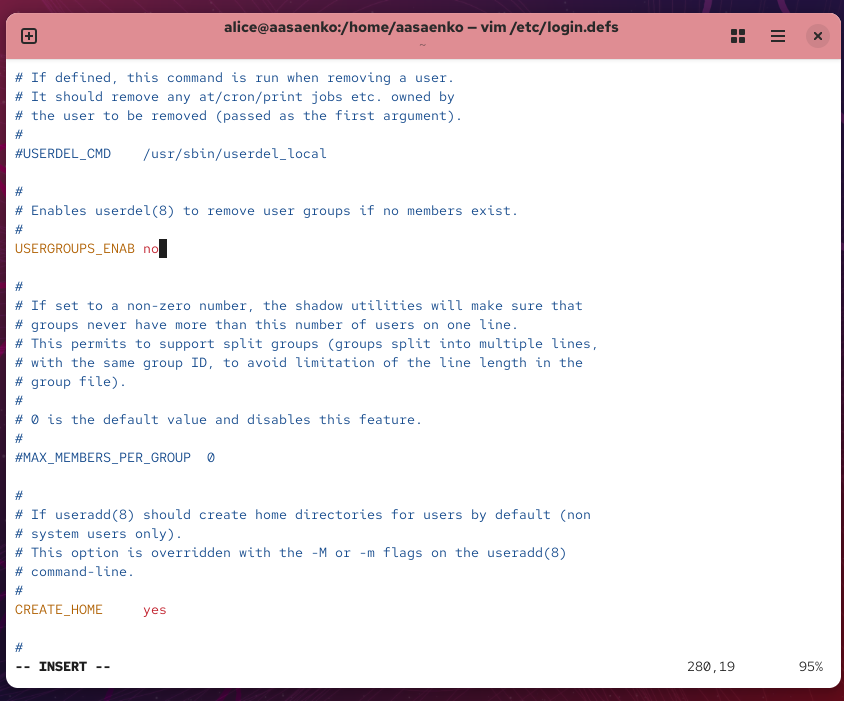 alice@aasaenko:/home/aasaenko — vim /etc/login.defs
~
# If defined, this command is run when removing a user.
# It should remove any at/cron/print jobs etc. owned by
# the user to be removed (passed as the first argument).
#
#USERDEL_CMD    /usr/sbin/userdel_local
#
# Enables userdel(8) to remove user groups if no members exist.
#
USERGROUPS_ENAB no
#
# If set to a non-zero number, the shadow utilities will make sure that
# groups never have more than this number of users on one line.
# This permits to support split groups (groups split into multiple lines,
# with the same group ID, to avoid limitation of the line length in the
# group file).
#
# 0 is the default value and disables this feature.
#
#MAX_MEMBERS_PER_GROUP  0
#
# If useradd(8) should create home directories for users by default (non
# system users only).
# This option is overridden with the -M or -m flags on the useradd(8)
# command-line.
#
CREATE_HOME     yes
#
-- INSERT --                    280,19        95%